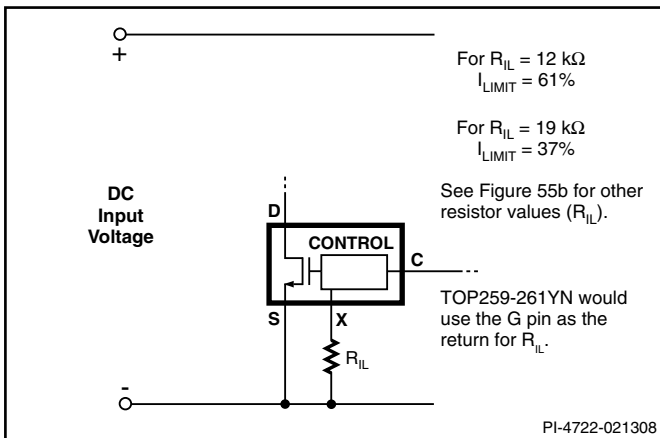 +
For R_IL = 12 kΩ
I_LIMIT = 61%
For R_IL = 19 kΩ
I_LIMIT = 37%
See Figure 55b for other
resistor values (R_IL).
DC
Input
Voltage
D
CONTROL
C
TOP259-261YN would
use the G pin as the
return for R_IL.
S
X
R_IL
-
PI-4722-021308